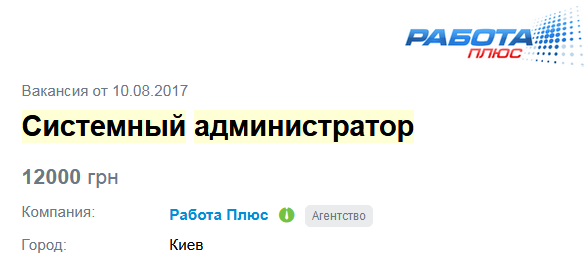 РАБОТА
ПЛЮС
Вакансия от 10.08.2017
Системный администратор
12000 грн
Компания: Работа Плюс Агентство
Город: Киев